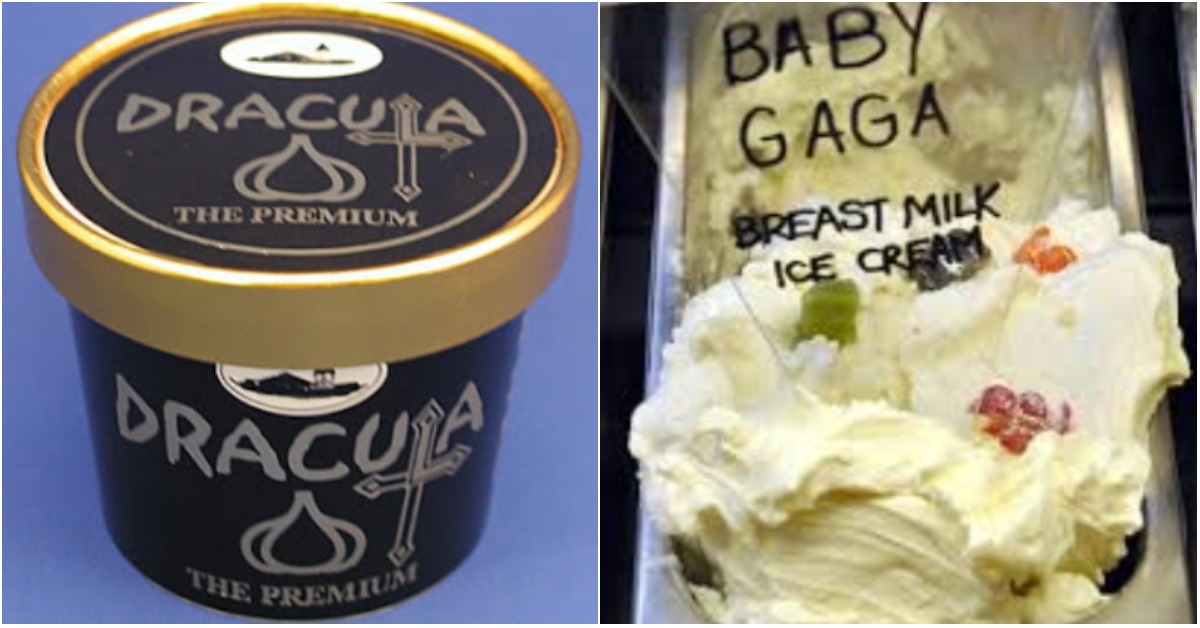 DRACULA
THE PREMIUM
DRACULA
THE PREMIUM
BABY
GAGA
BREAST MILK
ICE CREAM